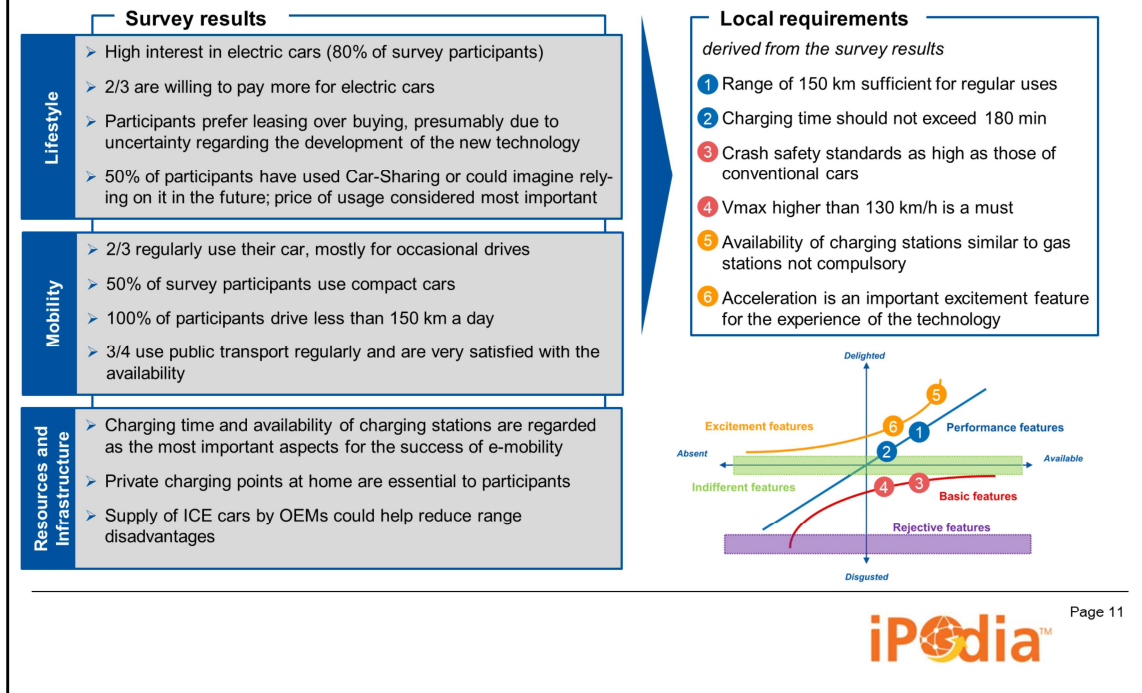 Survey results
Lifestyle
➢ High interest in electric cars (80% of survey participants)
➢ 2/3 are willing to pay more for electric cars
➢ Participants prefer leasing over buying, presumably due to
uncertainty regarding the development of the new technology
➢ 50% of participants have used Car-Sharing or could imagine rely-
ing on it in the future; price of usage considered most important
Mobility
➢ 2/3 regularly use their car, mostly for occasional drives
➢ 50% of survey participants use compact cars
➢ 100% of participants drive less than 150 km a day
➢ 3/4 use public transport regularly and are very satisfied with the
availability
Resources and
Infrastructure
➢ Charging time and availability of charging stations are regarded
as the most important aspects for the success of e-mobility
➢ Private charging points at home are essential to participants
➢ Supply of ICE cars by OEMs could help reduce range
disadvantages
Local requirements
derived from the survey results
1 Range of 150 km sufficient for regular uses
2 Charging time should not exceed 180 min
3 Crash safety standards as high as those of
conventional cars
4 Vmax higher than 130 km/h is a must
5 Availability of charging stations similar to gas
stations not compulsory
6 Acceleration is an important excitement feature
for the experience of the technology
Delighted
5
Excitement features
6
1
Performance features
2
Absent
Available
Indifferent features
4
3
Basic features
Rejective features
Disgusted
Page 11
iPodia™